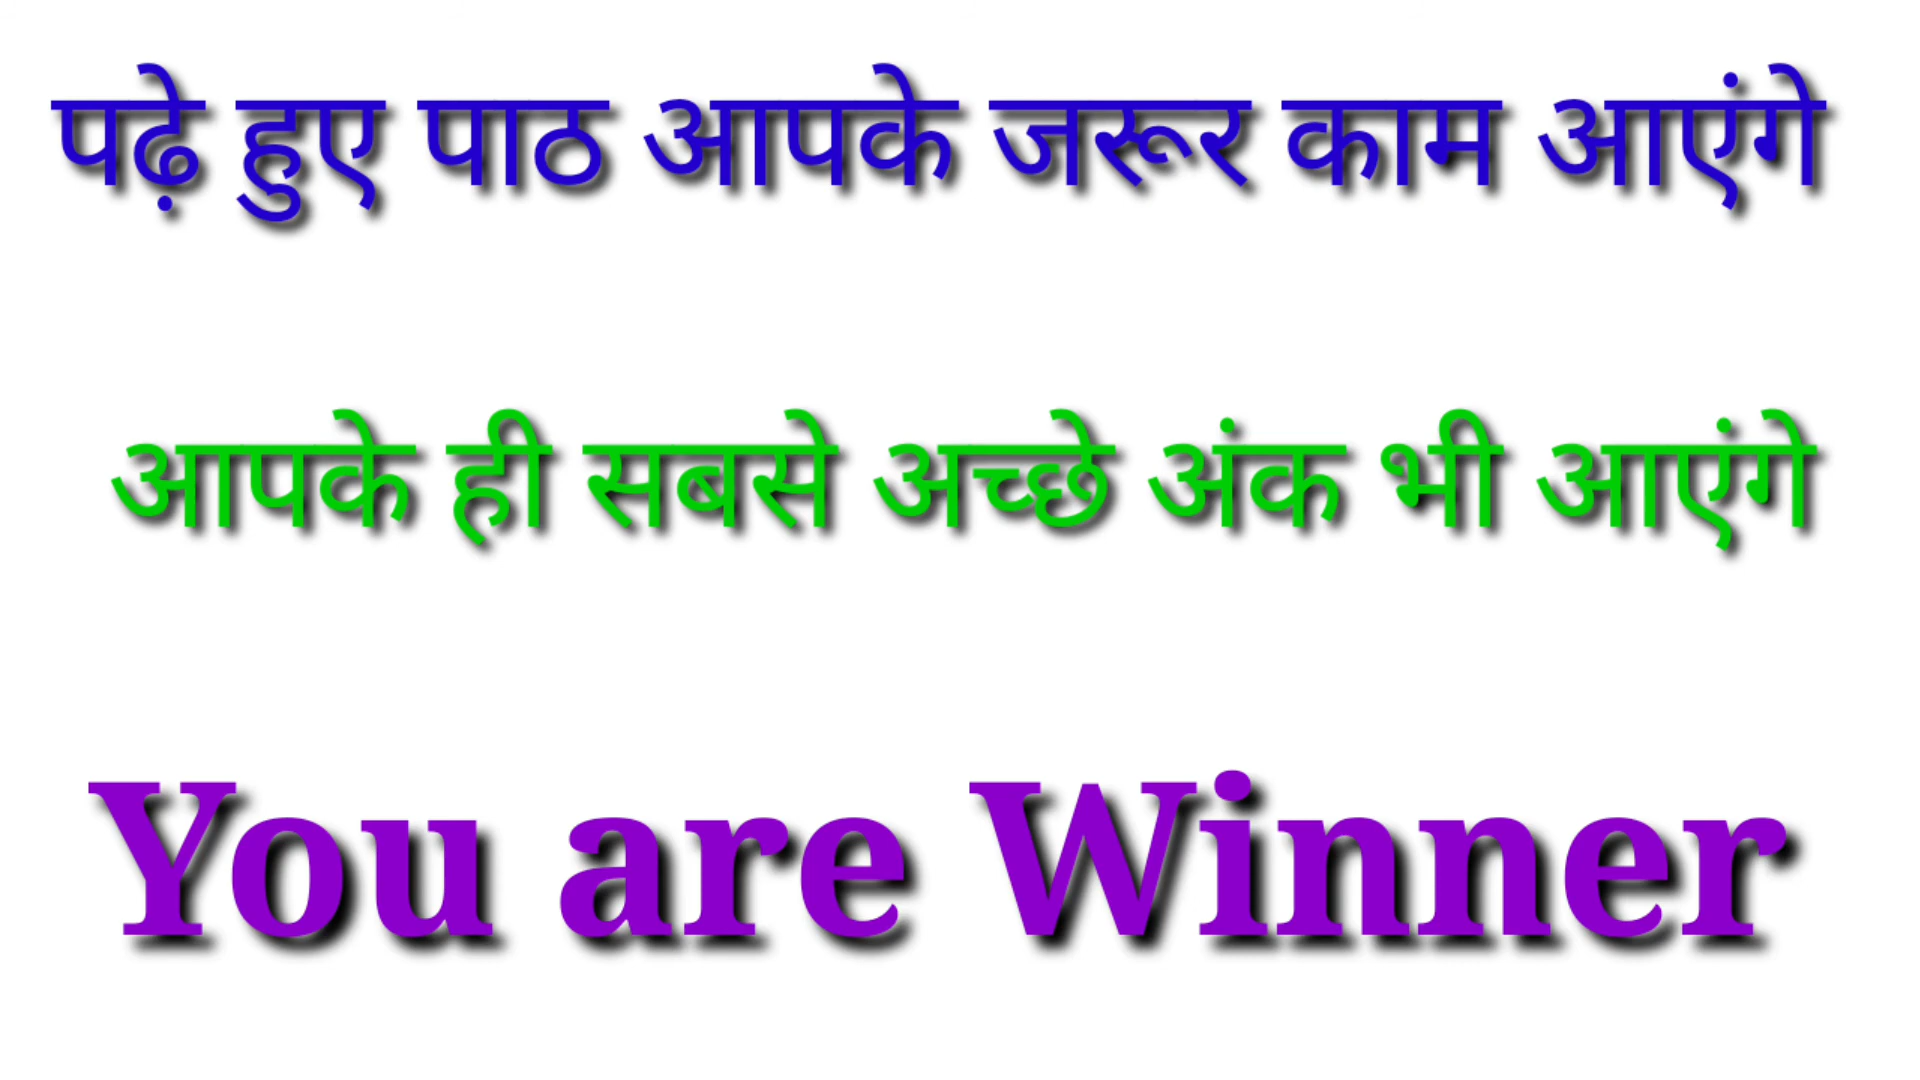 पढ़े हुए पाठ आपके जरूर काम आएंगे
आपके ही सबसे अच्छे अंक भी आएंगे
You are Winner